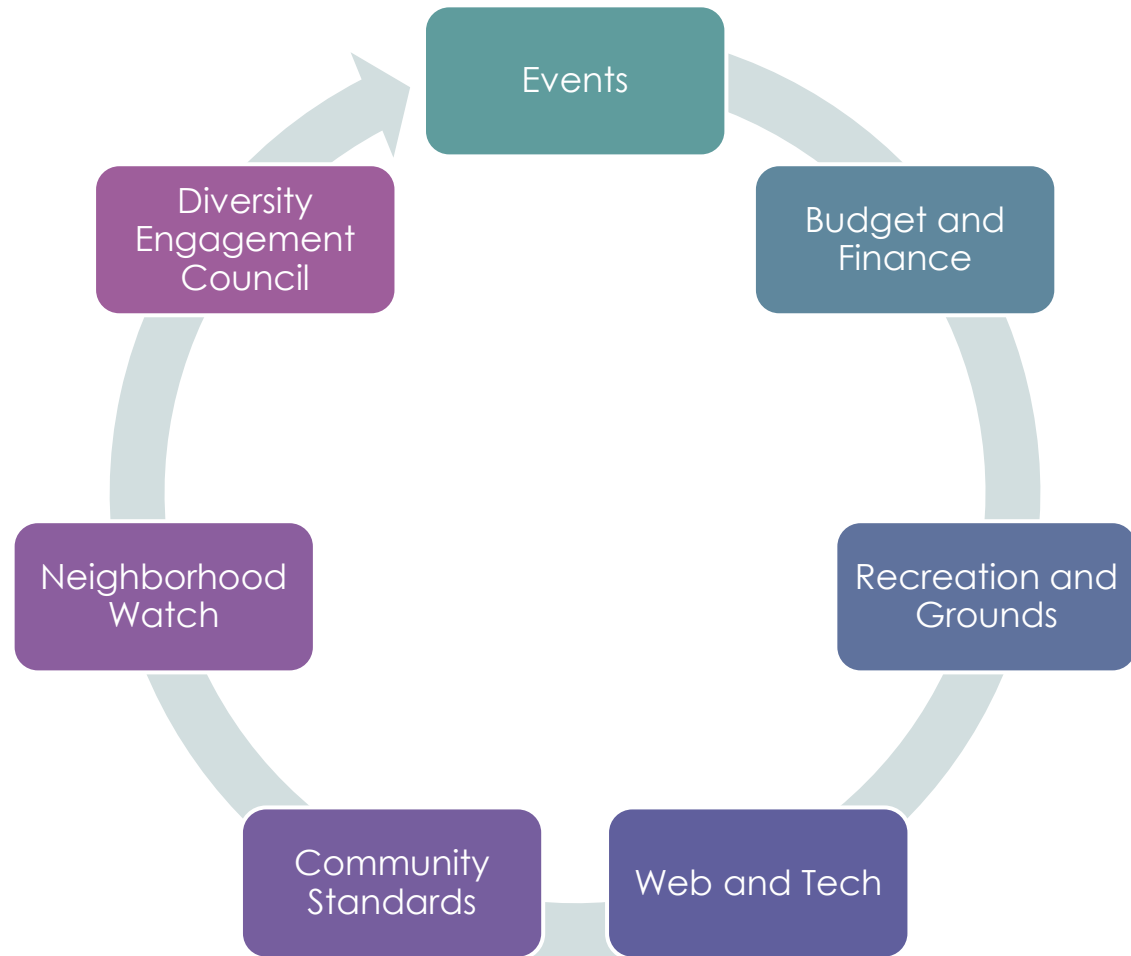 Events
Budget and
Finance
Recreation and
Grounds
Web and Tech
Community
Standards
Neighborhood
Watch
Diversity
Engagement
Council